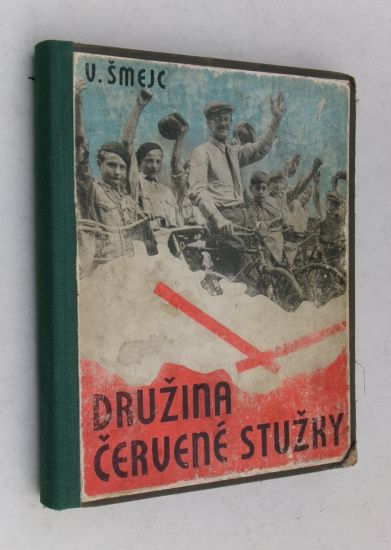 V. ŠMEJC
DRUŽINA
ČERVENÉ STUŽKY